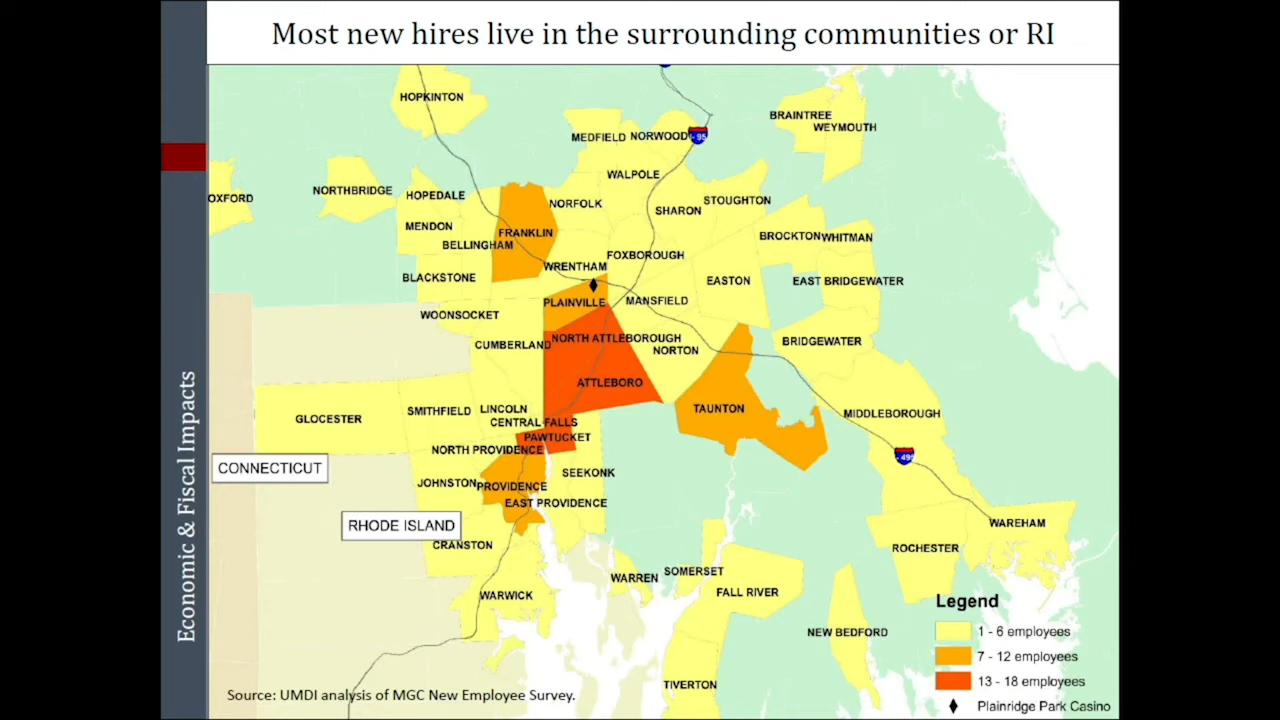 Most new hires live in the surrounding communities or RI
Economic & Fiscal Impacts
HOPKINTON
BRAINTREE
WEYMOUTH
MEDFIELD
NORWOOD
I-95
WALPOLE
OXFORD
NORTHBRIDGE
HOPEDALE
NORFOLK
SHARON
STOUGHTON
MENDON
FRANKLIN
BELLINGHAM
BROCKTON
WHITMAN
FOXBOROUGH
WRENTHAM
BLACKSTONE
EASTON
EAST BRIDGEWATER
PLAINVILLE
MANSFIELD
WOONSOCKET
CUMBERLAND
NORTH ATTLEBOROUGH
NORTON
BRIDGEWATER
ATTLEBORO
GLOCESTER
SMITHFIELD
LINCOLN
TAUNTON
MIDDLEBOROUGH
CENTRAL FALLS
PAWTUCKET
NORTH PROVIDENCE
CONNECTICUT
SEEKONK
I-495
JOHNSTON
PROVIDENCE
EAST PROVIDENCE
RHODE ISLAND
WAREHAM
CRANSTON
ROCHESTER
WARREN
SOMERSET
WARWICK
FALL RIVER
NEW BEDFORD
TIVERTON
Legend
1 - 6 employees
7 - 12 employees
13 - 18 employees
Plainridge Park Casino
Source: UMDI analysis of MGC New Employee Survey.